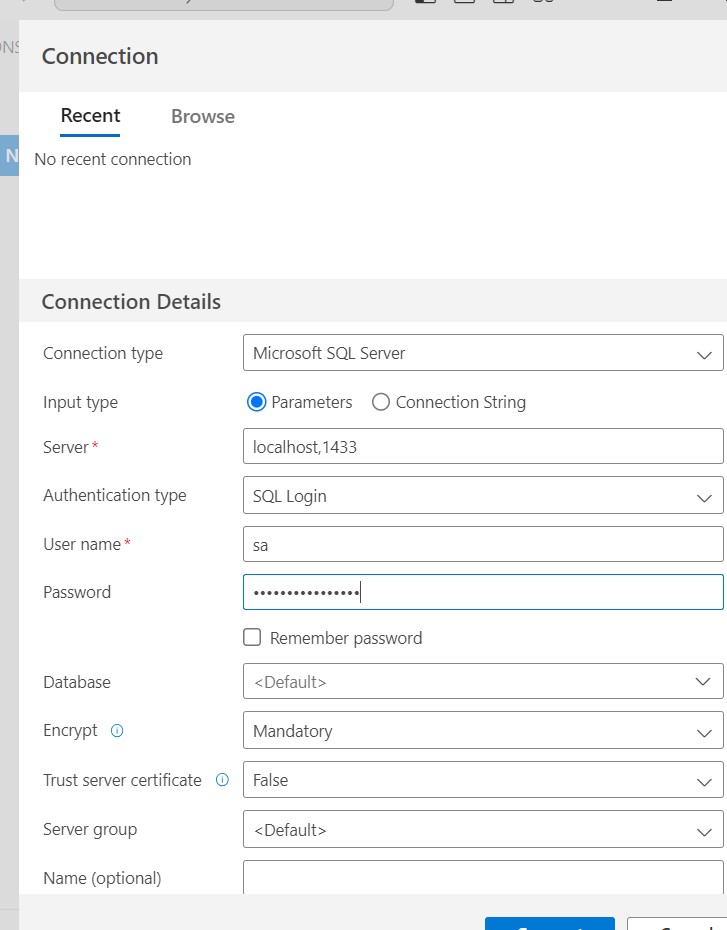 Connection
Recent Browse
No recent connection
Connection Details
Connection type Microsoft SQL Server
Input type Parameters Connection String
Server* localhost,1433
Authentication type SQL Login
User name* sa
Password ••••••••••••••••
Remember password
Database <Default>
Encrypt Mandatory
Trust server certificate False
Server group <Default>
Name (optional)